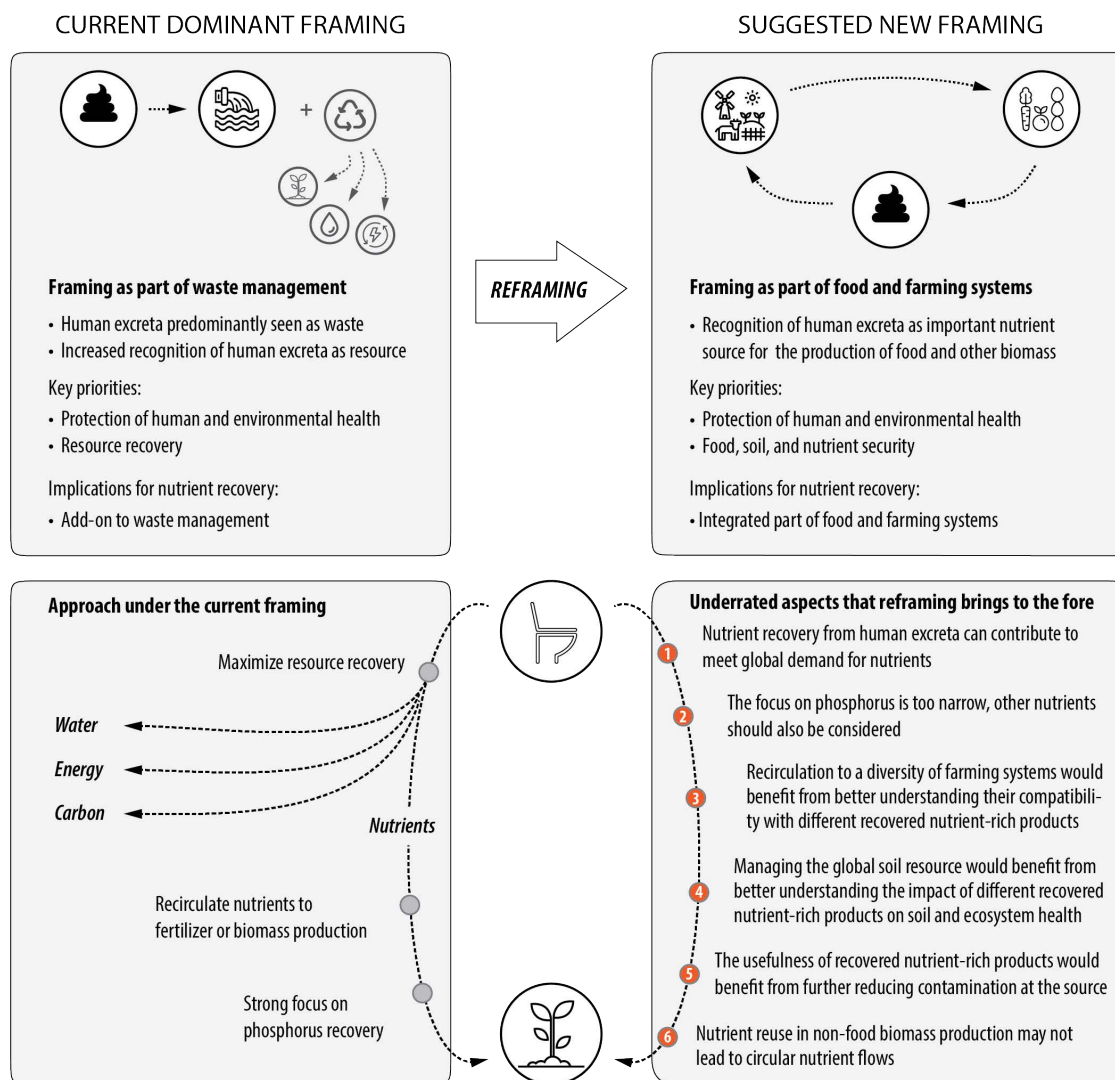 CURRENT DOMINANT FRAMING
SUGGESTED NEW FRAMING
Framing as part of waste management
• Human excreta predominantly seen as waste
• Increased recognition of human excreta as resource
Key priorities:
• Protection of human and environmental health
• Resource recovery
Implications for nutrient recovery:
• Add-on to waste management
REFRAMING
Framing as part of food and farming systems
• Recognition of human excreta as important nutrient
source for the production of food and other biomass
Key priorities:
• Protection of human and environmental health
• Food, soil, and nutrient security
Implications for nutrient recovery:
• Integrated part of food and farming systems
Approach under the current framing
Maximize resource recovery
Water
Energy
Carbon
Nutrients
Recirculate nutrients to
fertilizer or biomass production
Strong focus on
phosphorus recovery
Underrated aspects that reframing brings to the fore
1 Nutrient recovery from human excreta can contribute to
meet global demand for nutrients
2 The focus on phosphorus is too narrow, other nutrients
should also be considered
3 Recirculation to a diversity of farming systems would
benefit from better understanding their compatibili-
ty with different recovered nutrient-rich products
4 Managing the global soil resource would benefit from
better understanding the impact of different recovered
nutrient-rich products on soil and ecosystem health
5 The usefulness of recovered nutrient-rich products would
benefit from further reducing contamination at the source
6 Nutrient reuse in non-food biomass production may not
lead to circular nutrient flows